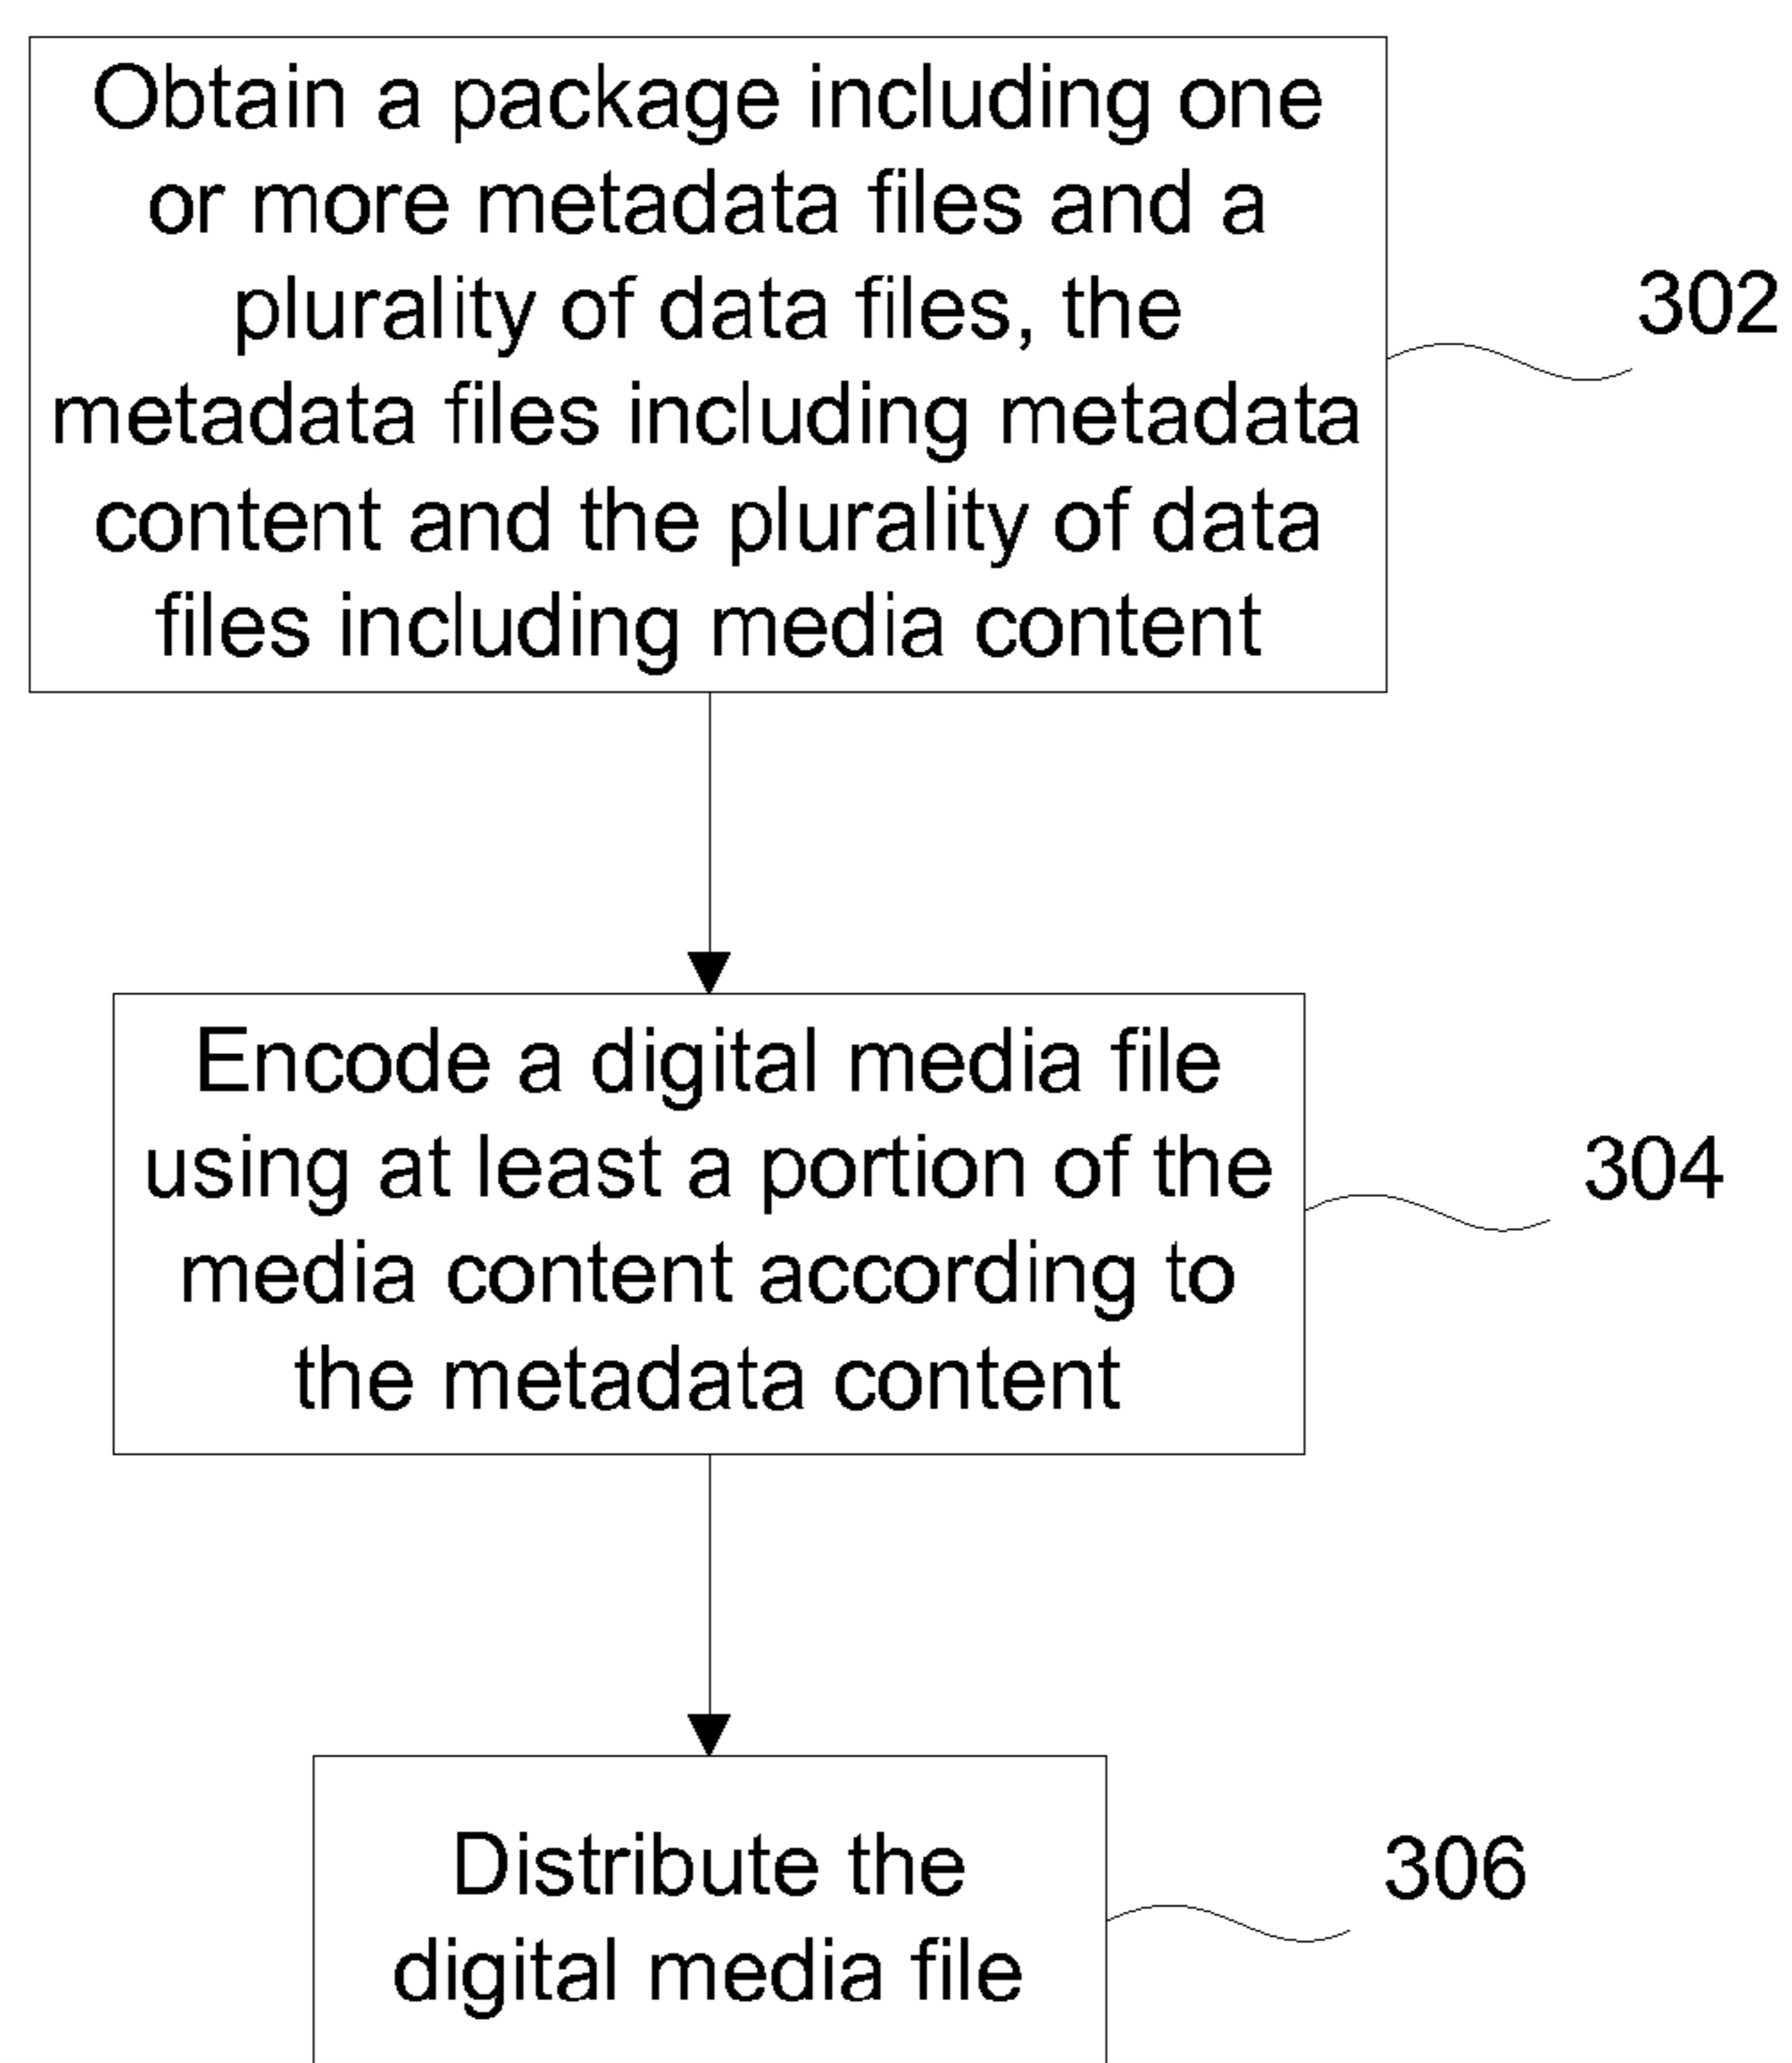 Obtain a package including one
or more metadata files and a
plurality of data files, the
metadata files including metadata
content and the plurality of data
files including media content
302
Encode a digital media file
using at least a portion of the
media content according to
the metadata content
304
Distribute the
digital media file
306